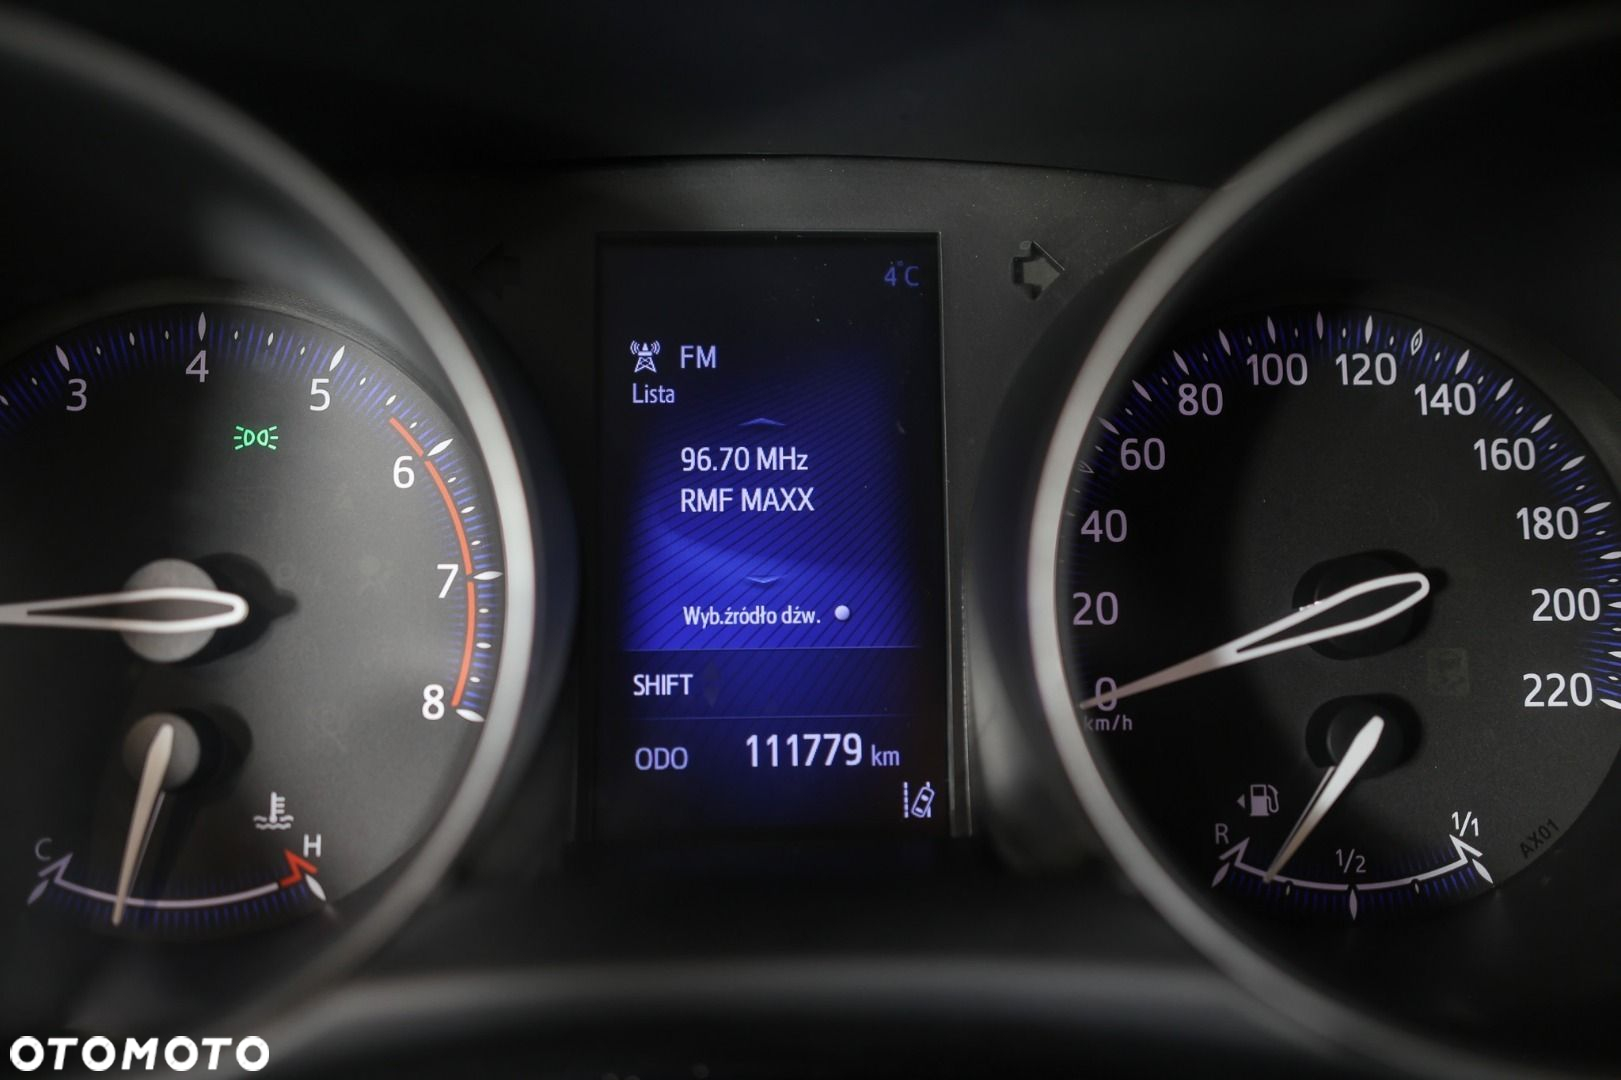 4°C
FM
Lista
96.70 MHz
RMF MAXX
Wyb.źródło dźw.
SHIFT
ODO 111779 km
3
4
5
6
7
8
C
H
0
20
40
60
80
100
120
140
160
180
200
220
km/h
R
1/2
1/1
AX01
OTOMOTO